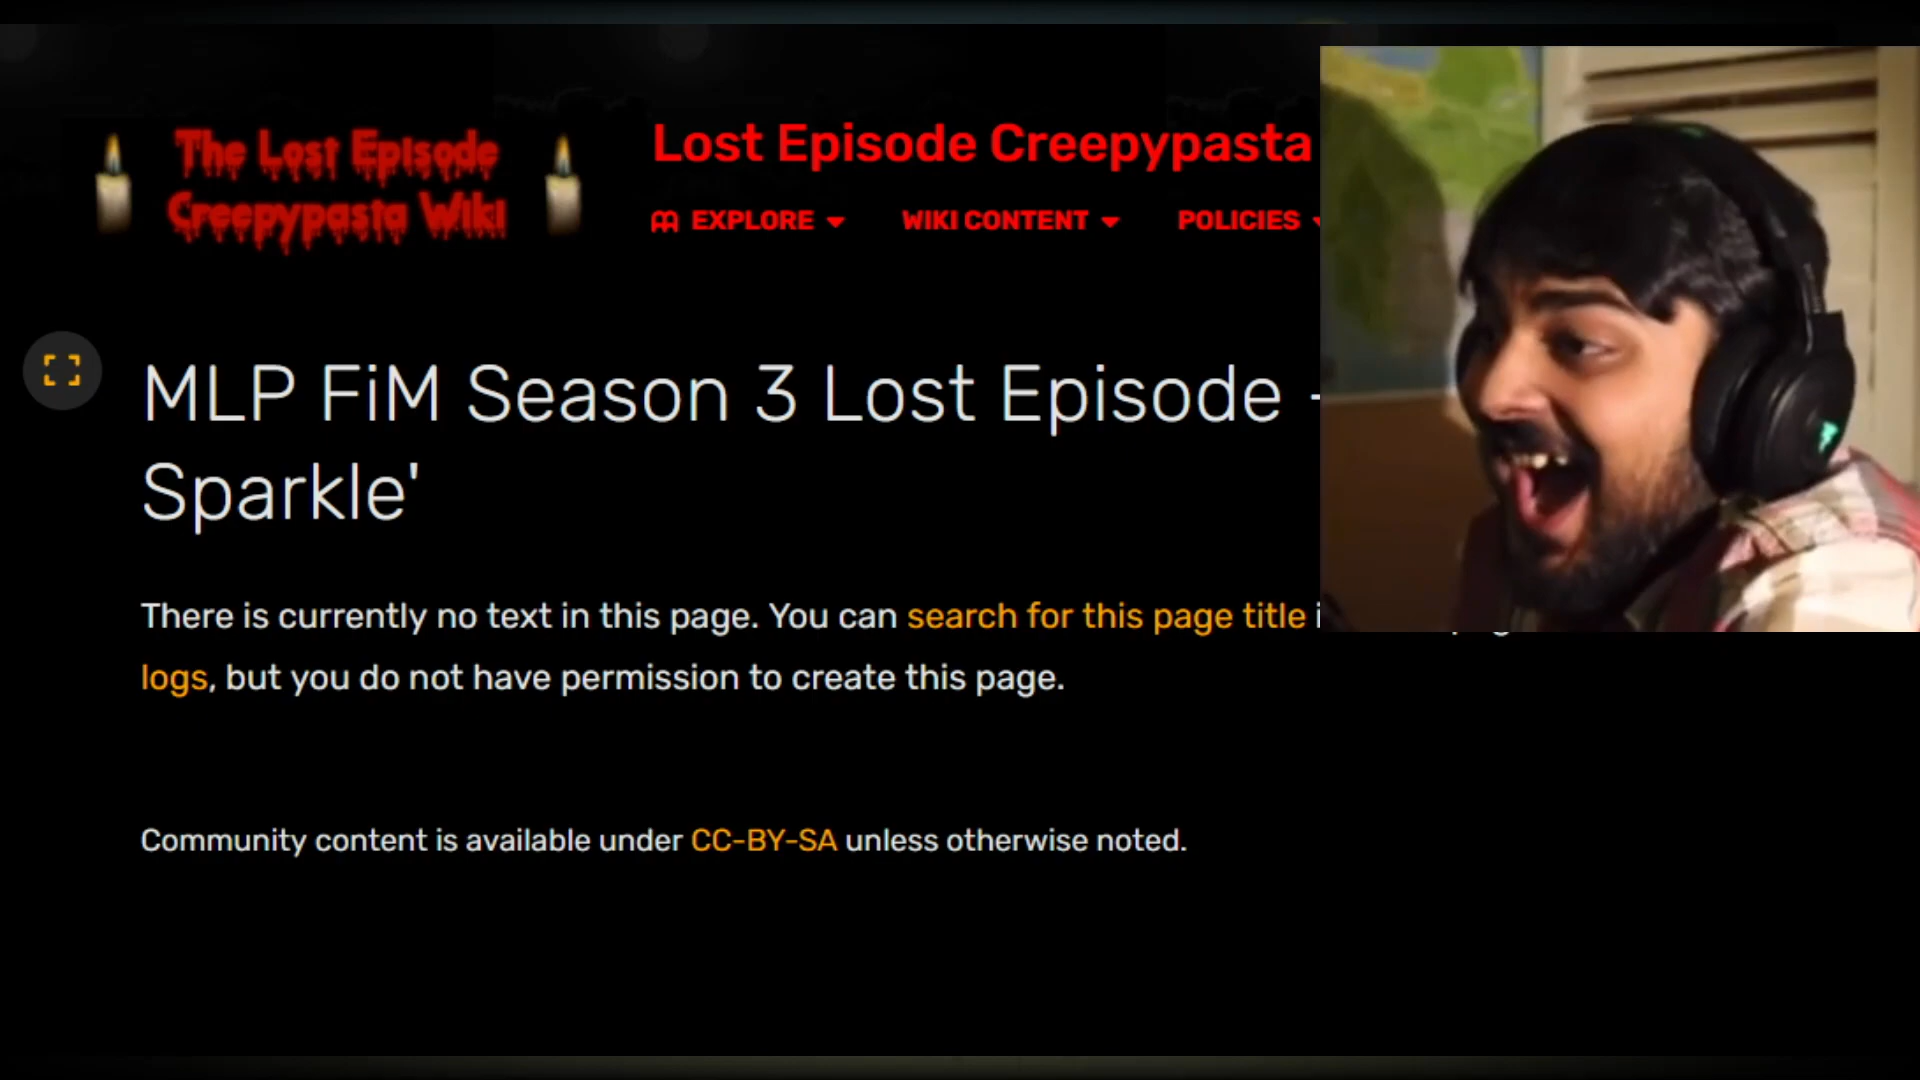 The Lost Episode
Creepypasta Wiki
Lost Episode Creepypasta
EXPLORE
WIKI CONTENT
POLICIES
MLP FiM Season 3 Lost Episode -
Sparkle'
There is currently no text in this page. You can search for this page title
logs, but you do not have permission to create this page.
Community content is available under CC-BY-SA unless otherwise noted.